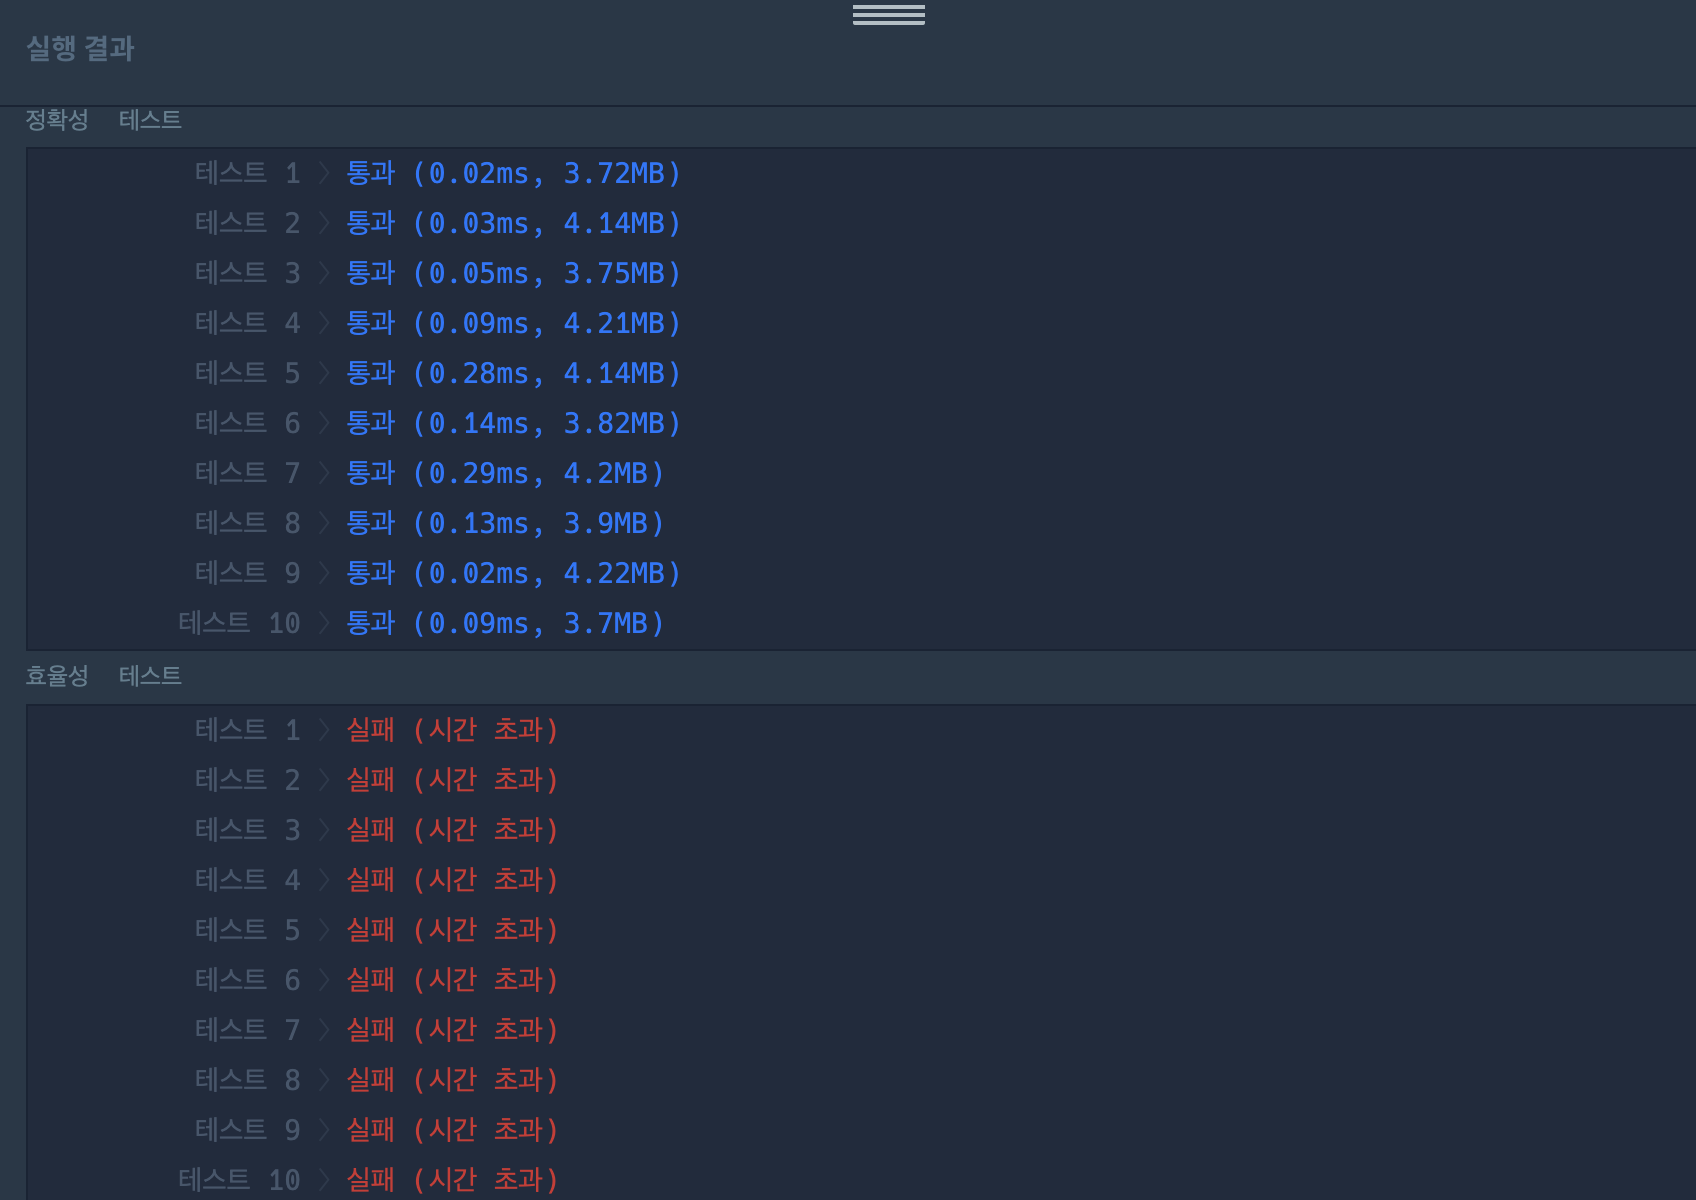 실행 결과
정확성 테스트
테스트 1 〉 통과 (0.02ms, 3.72MB)
테스트 2 〉 통과 (0.03ms, 4.14MB)
테스트 3 〉 통과 (0.05ms, 3.75MB)
테스트 4 〉 통과 (0.09ms, 4.21MB)
테스트 5 〉 통과 (0.28ms, 4.14MB)
테스트 6 〉 통과 (0.14ms, 3.82MB)
테스트 7 〉 통과 (0.29ms, 4.2MB)
테스트 8 〉 통과 (0.13ms, 3.9MB)
테스트 9 〉 통과 (0.02ms, 4.22MB)
테스트 10 〉 통과 (0.09ms, 3.7MB)
효율성 테스트
테스트 1 〉 실패 (시간 초과)
테스트 2 〉 실패 (시간 초과)
테스트 3 〉 실패 (시간 초과)
테스트 4 〉 실패 (시간 초과)
테스트 5 〉 실패 (시간 초과)
테스트 6 〉 실패 (시간 초과)
테스트 7 〉 실패 (시간 초과)
테스트 8 〉 실패 (시간 초과)
테스트 9 〉 실패 (시간 초과)
테스트 10 〉 실패 (시간 초과)